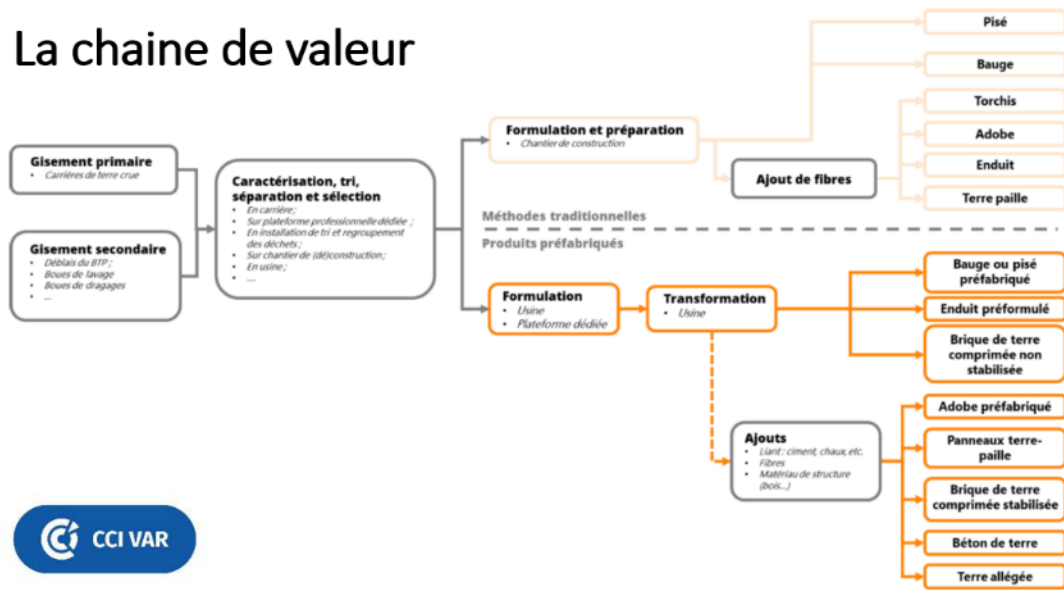 La chaine de valeur
Gisement primaire
• Carrières de terre crue
Gisement secondaire
• Déblais du BTP ;
• Boues de lavage
• Boues de dragages
• ...
Caractérisation, tri,
séparation et sélection
• En carrière ;
• Sur plateforme professionnelle dédiée ;
• En installation de tri et regroupement
des déchets ;
• Sur chantier de (dé)construction ;
• En usine ;
• ....
Formulation et préparation
• Chantier de construction
Ajout de fibres
Pisé
Bauge
Torchis
Adobe
Enduit
Terre paille
Méthodes traditionnelles
Produits préfabriqués
Formulation
• Usine
• Plateforme dédiée
Transformation
• Usine
Bauge ou pisé
préfabriqué
Enduit préformulé
Brique de terre
comprimée non
stabilisée
Ajouts
• Liant : ciment, chaux, etc.
• Fibres
• Matériau de structure
(bois...)
Adobe préfabriqué
Panneaux terre-
paille
Brique de terre
comprimée stabilisée
Béton de terre
Terre allégée
CCI VAR